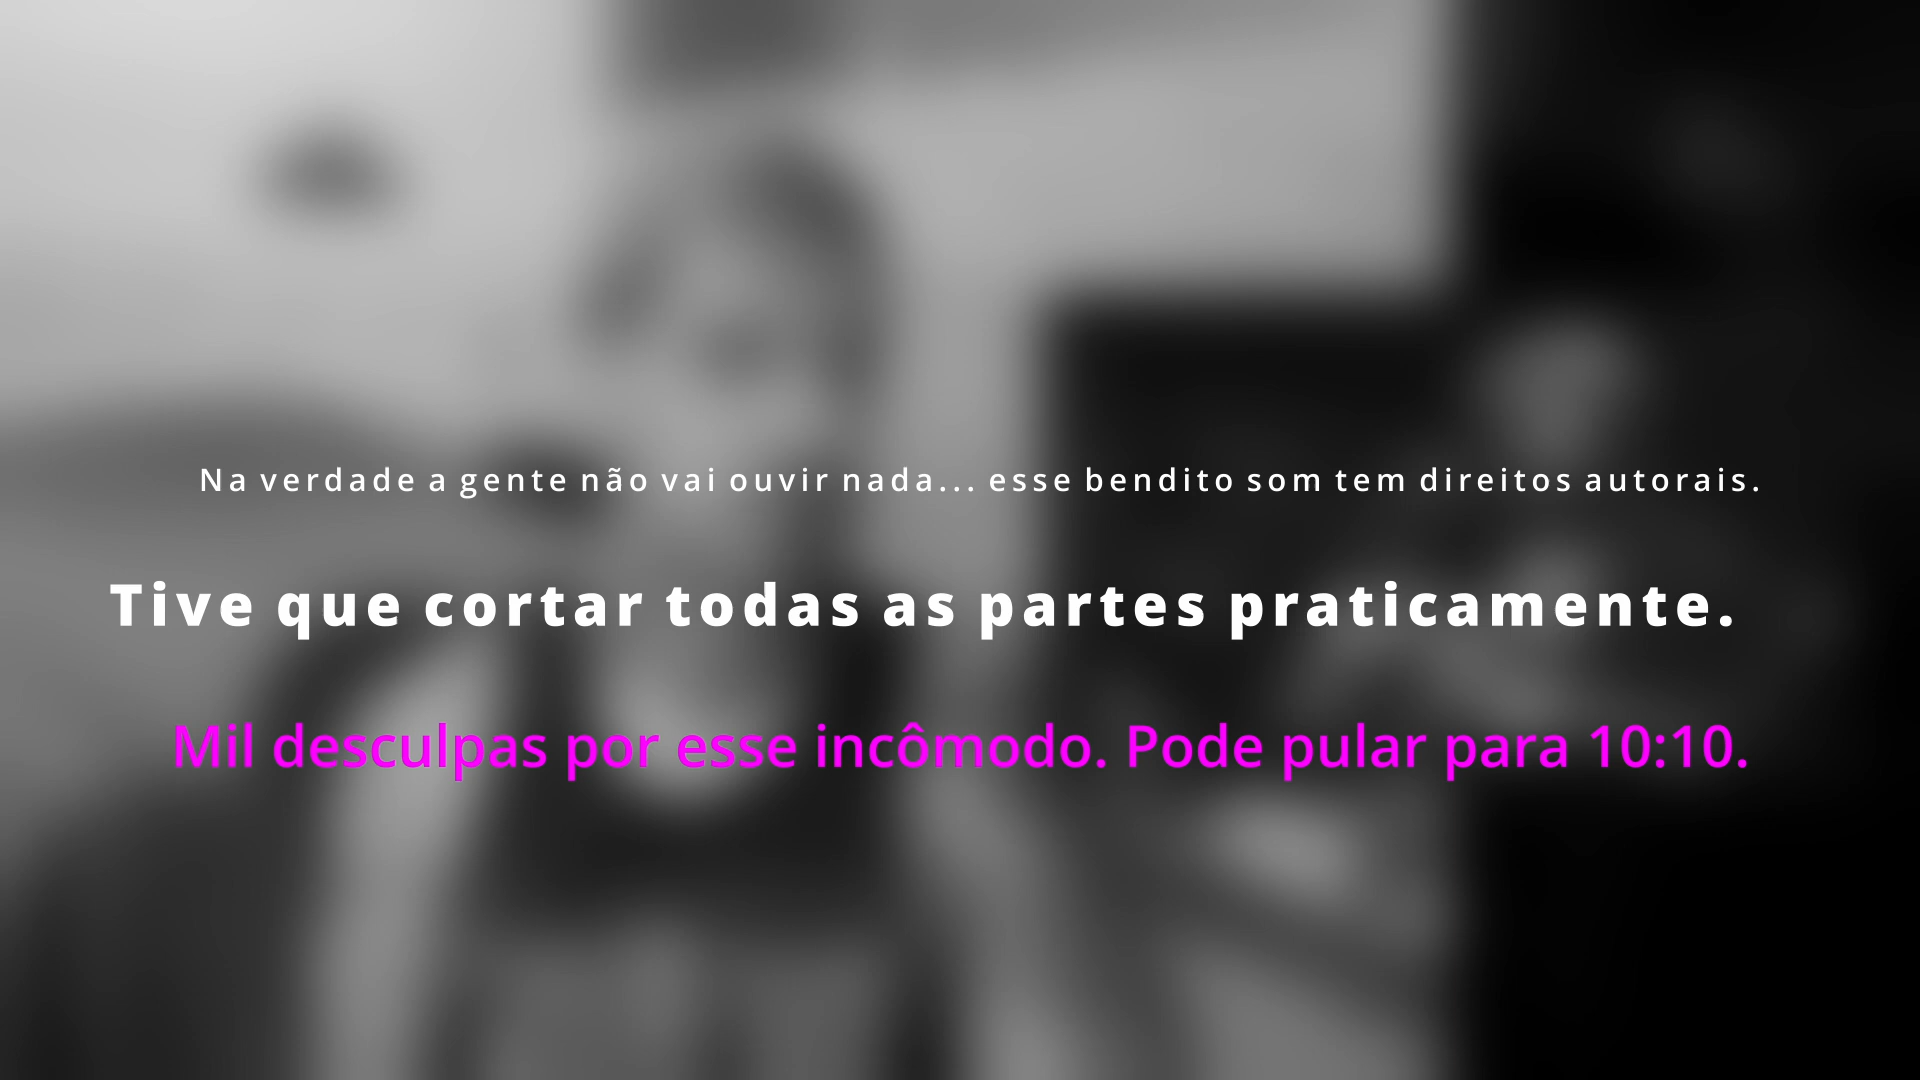 Na verdade a gente não vai ouvir nada... esse bendito som tem direitos autorais.
Tive que cortar todas as partes praticamente.
Mil desculpas por esse incômodo. Pode pular para 10:10.